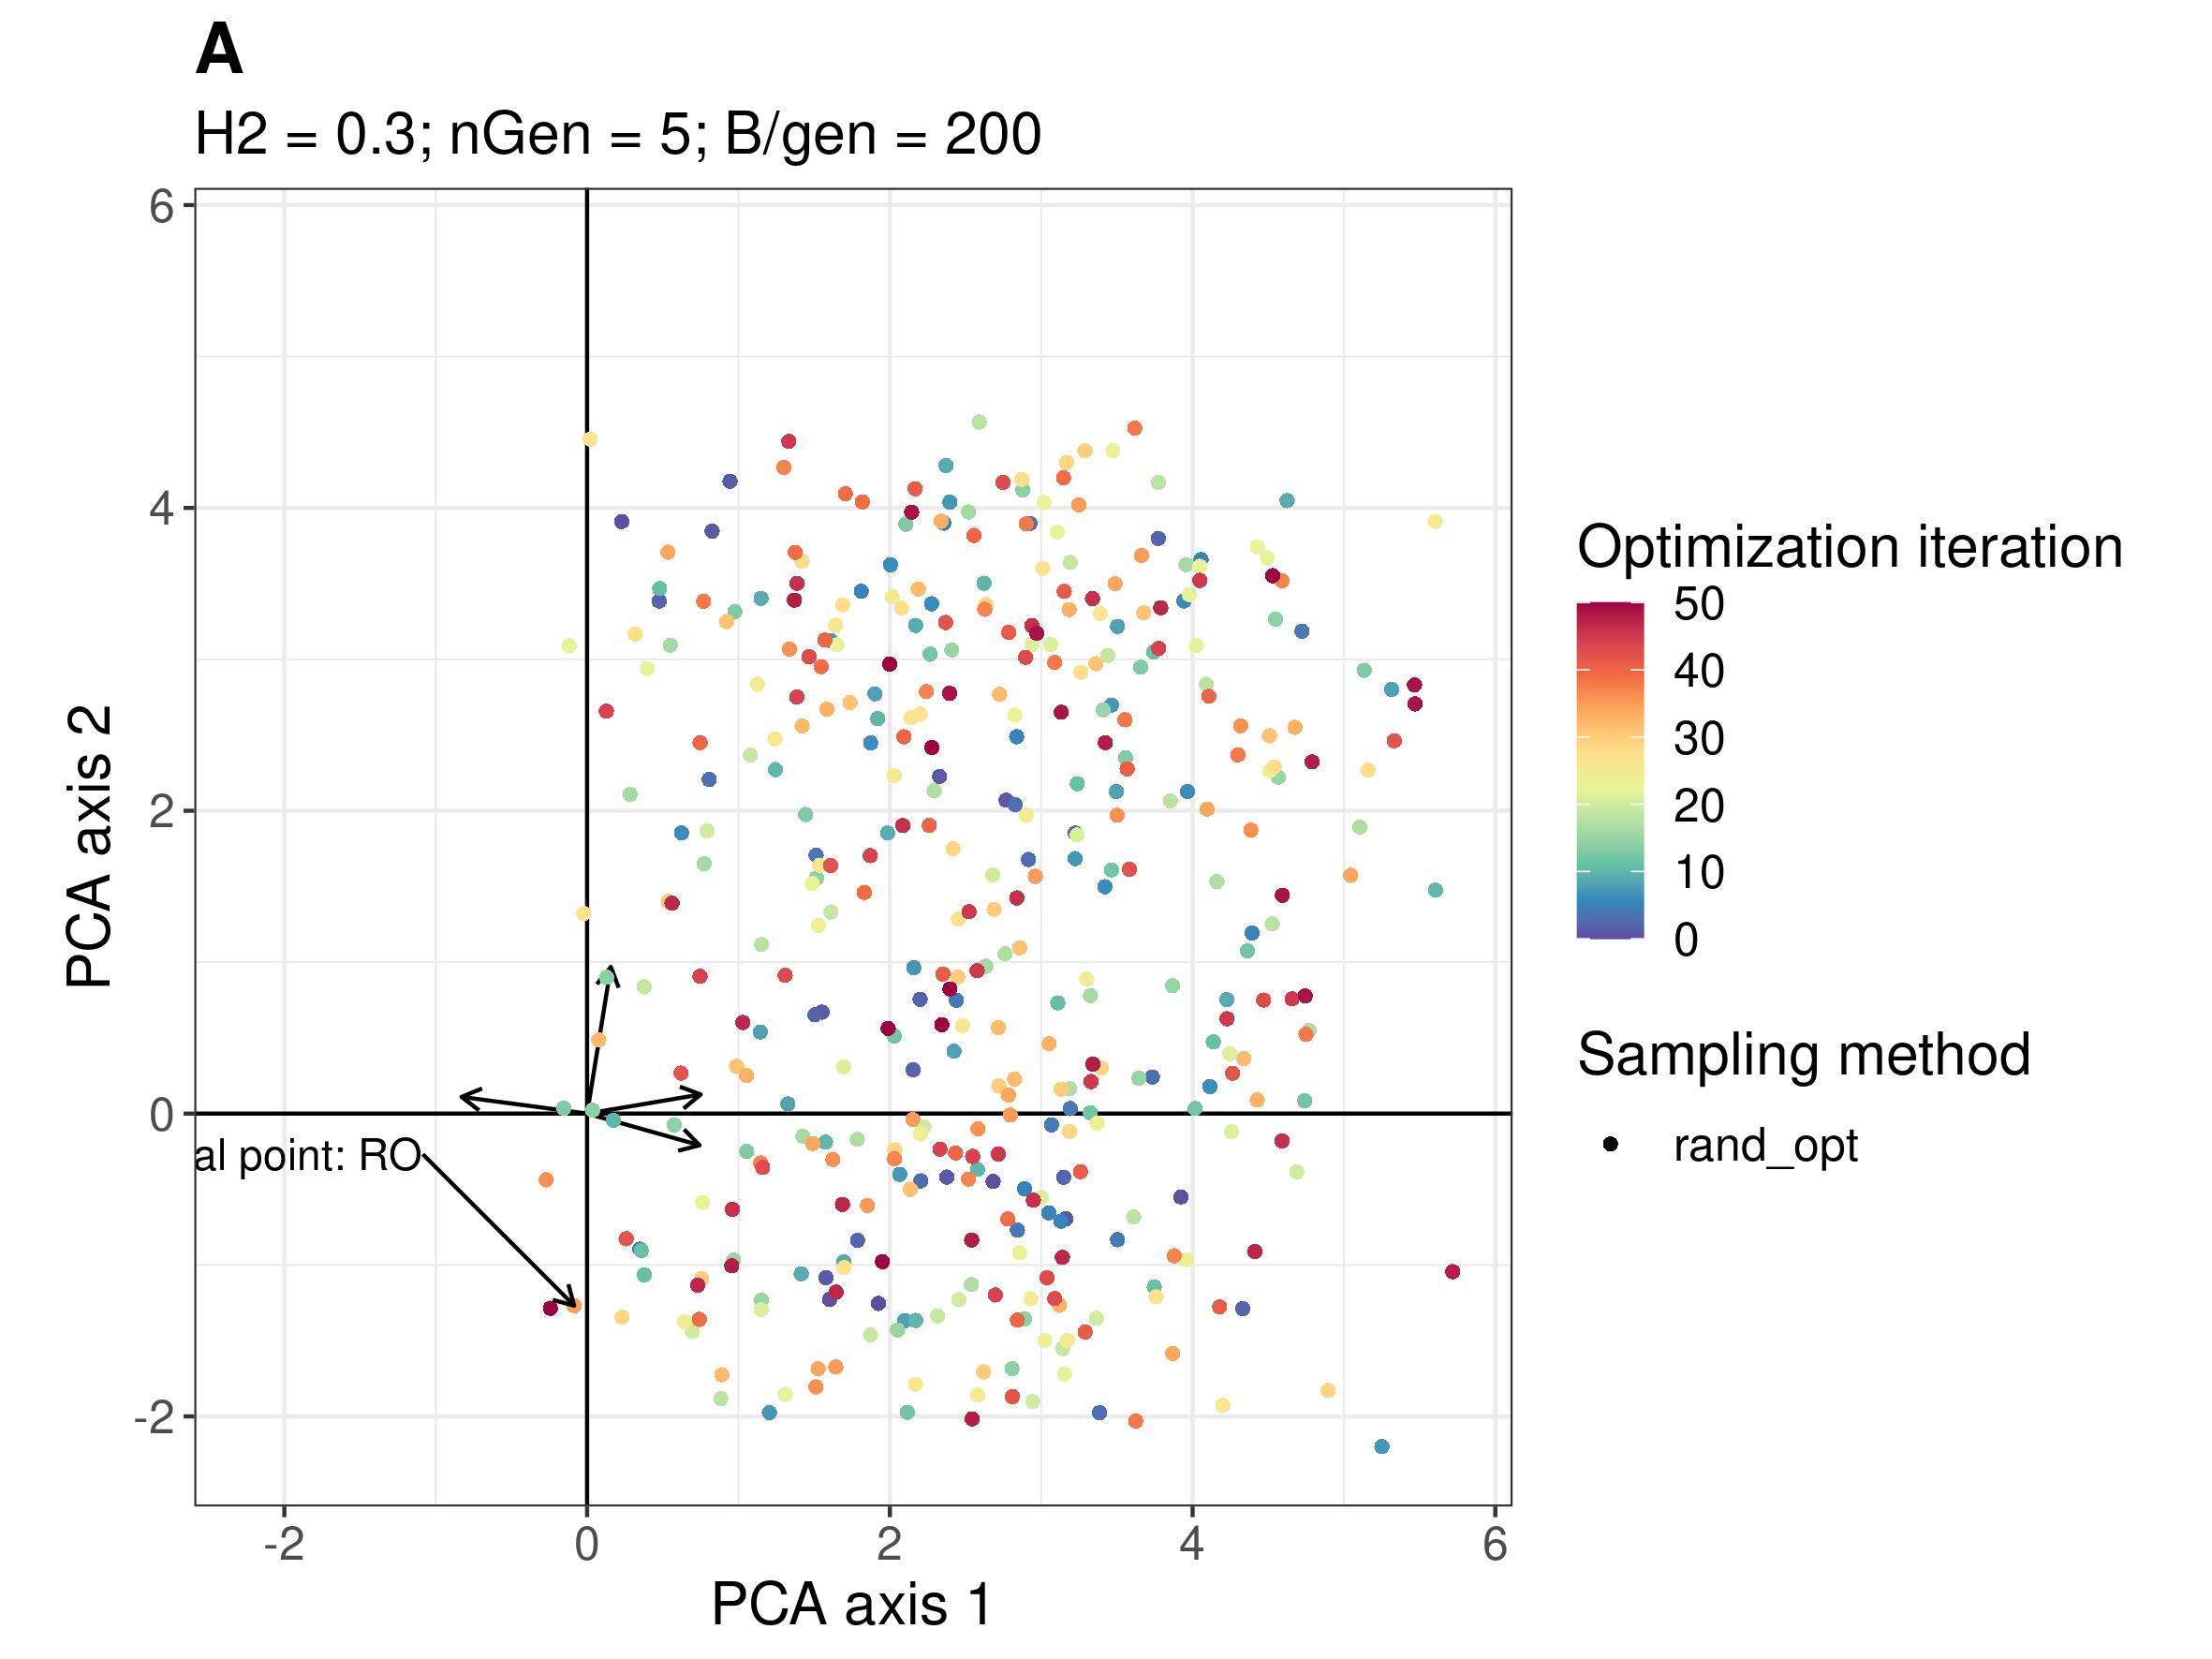 A
H2 = 0.3; nGen = 5; B/gen = 200
PCA axis 2
6
4
2
0
-2
al point: RO
-2
0
2
4
6
PCA axis 1
Optimization iteration
50
40
30
20
10
0
Sampling method
rand_opt